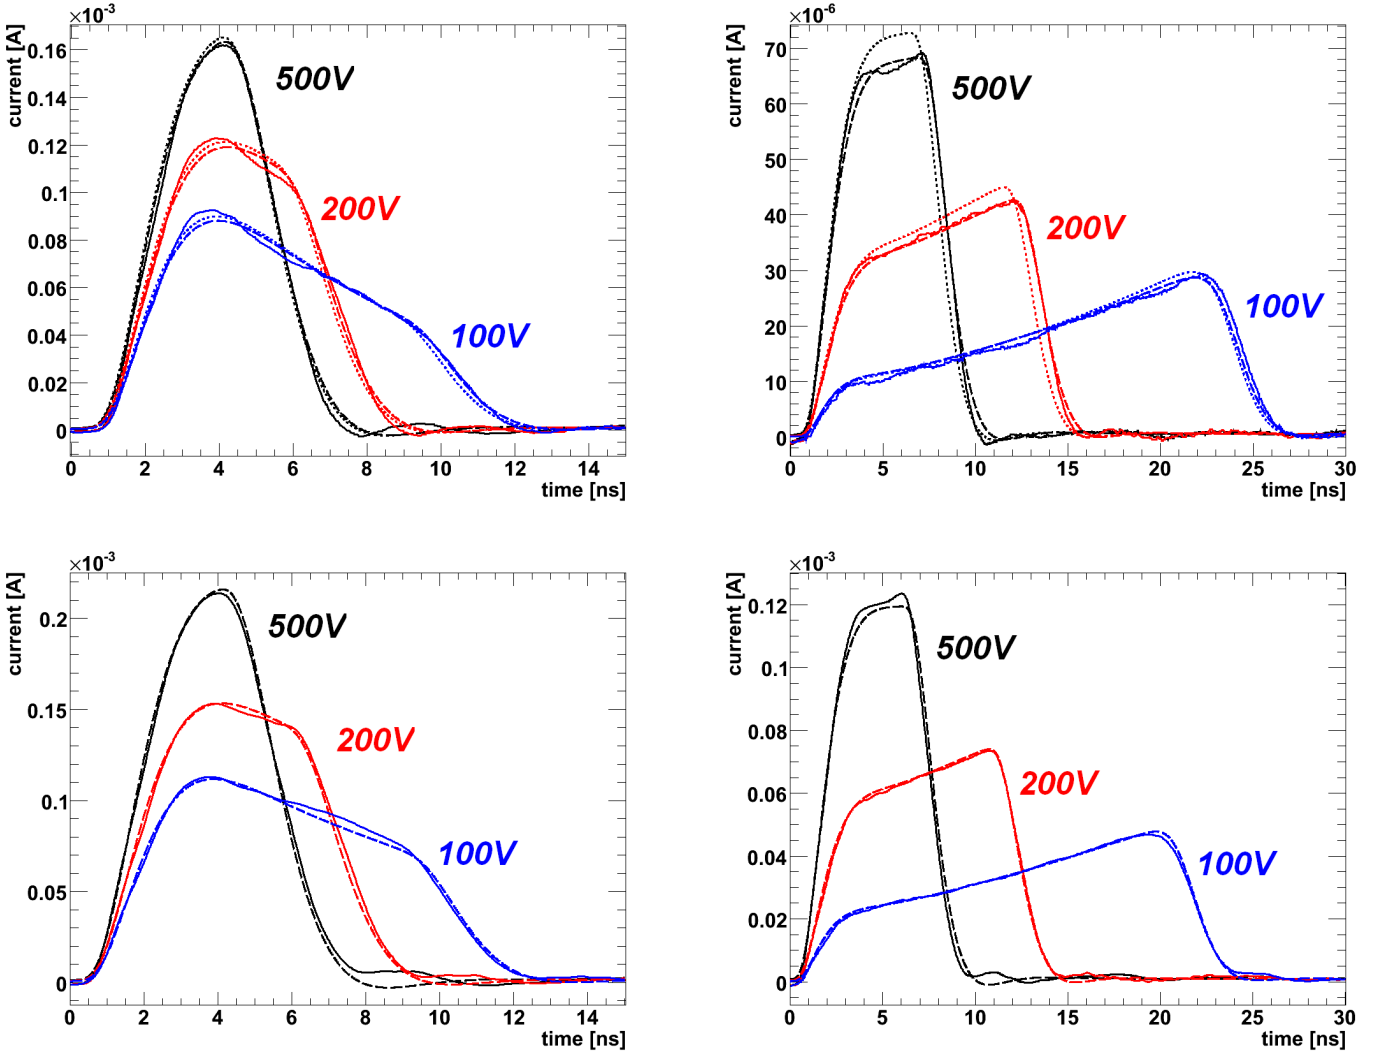 ×10⁻³
current [A]
0.16
0.14
0.12
0.1
0.08
0.06
0.04
0.02
0
500V
200V
100V
0 2 4 6 8 10 12 14
time [ns]
×10⁻⁶
current [A]
70
60
50
40
30
20
10
0
500V
200V
100V
0 5 10 15 20 25 30
time [ns]
×10⁻³
current [A]
0.2
0.15
0.1
0.05
0
500V
200V
100V
0 2 4 6 8 10 12 14
time [ns]
×10⁻³
current [A]
0.12
0.1
0.08
0.06
0.04
0.02
0
500V
200V
100V
0 5 10 15 20 25 30
time [ns]